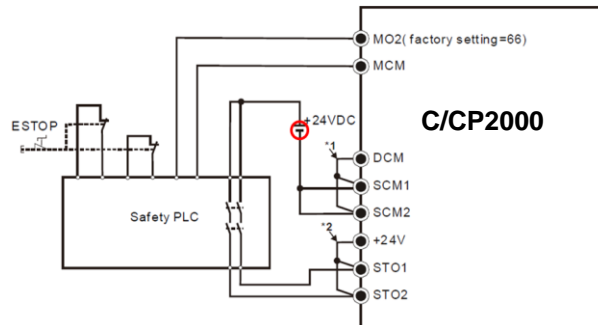 MO2( factory setting=66)
MCM
ESTOP
+24VDC
C/CP2000
*1
DCM
SCM1
Safety PLC
SCM2
*2
+24V
STO1
STO2